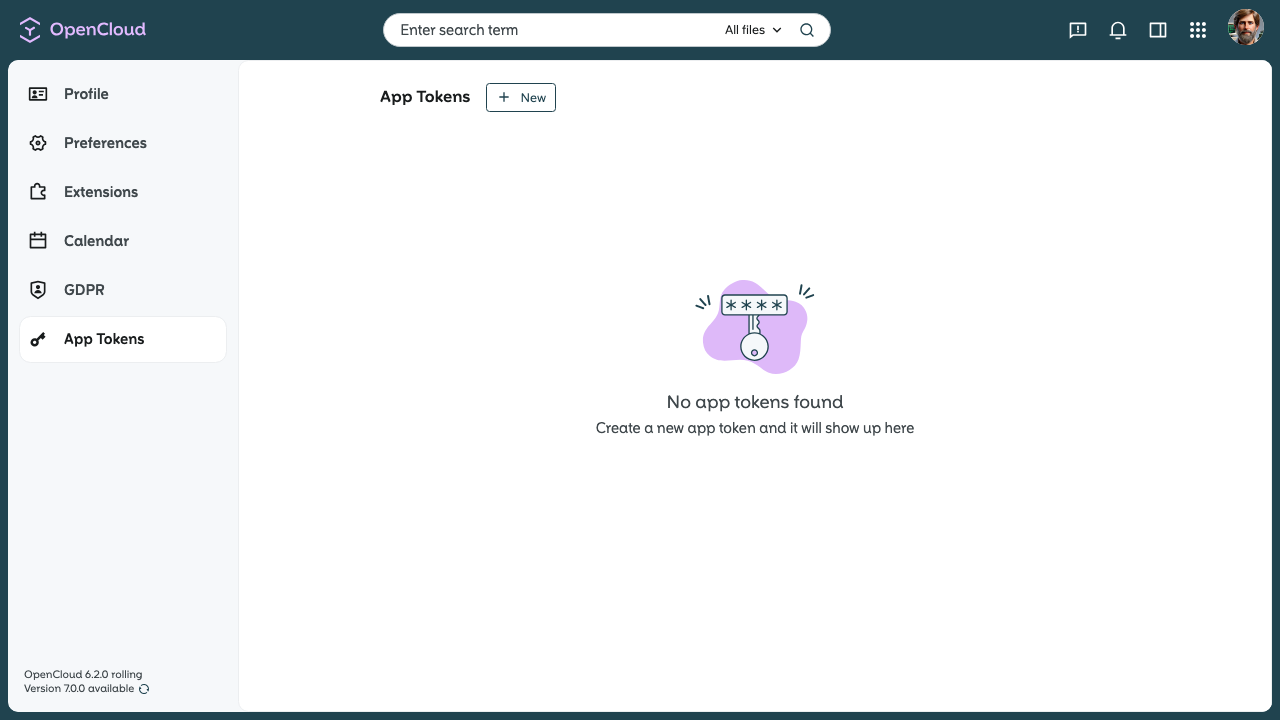 OpenCloud
Enter search term
All files
Profile
Preferences
Extensions
Calendar
GDPR
App Tokens
OpenCloud 6.2.0 rolling
Version 7.0.0 available
App Tokens
New
****
No app tokens found
Create a new app token and it will show up here